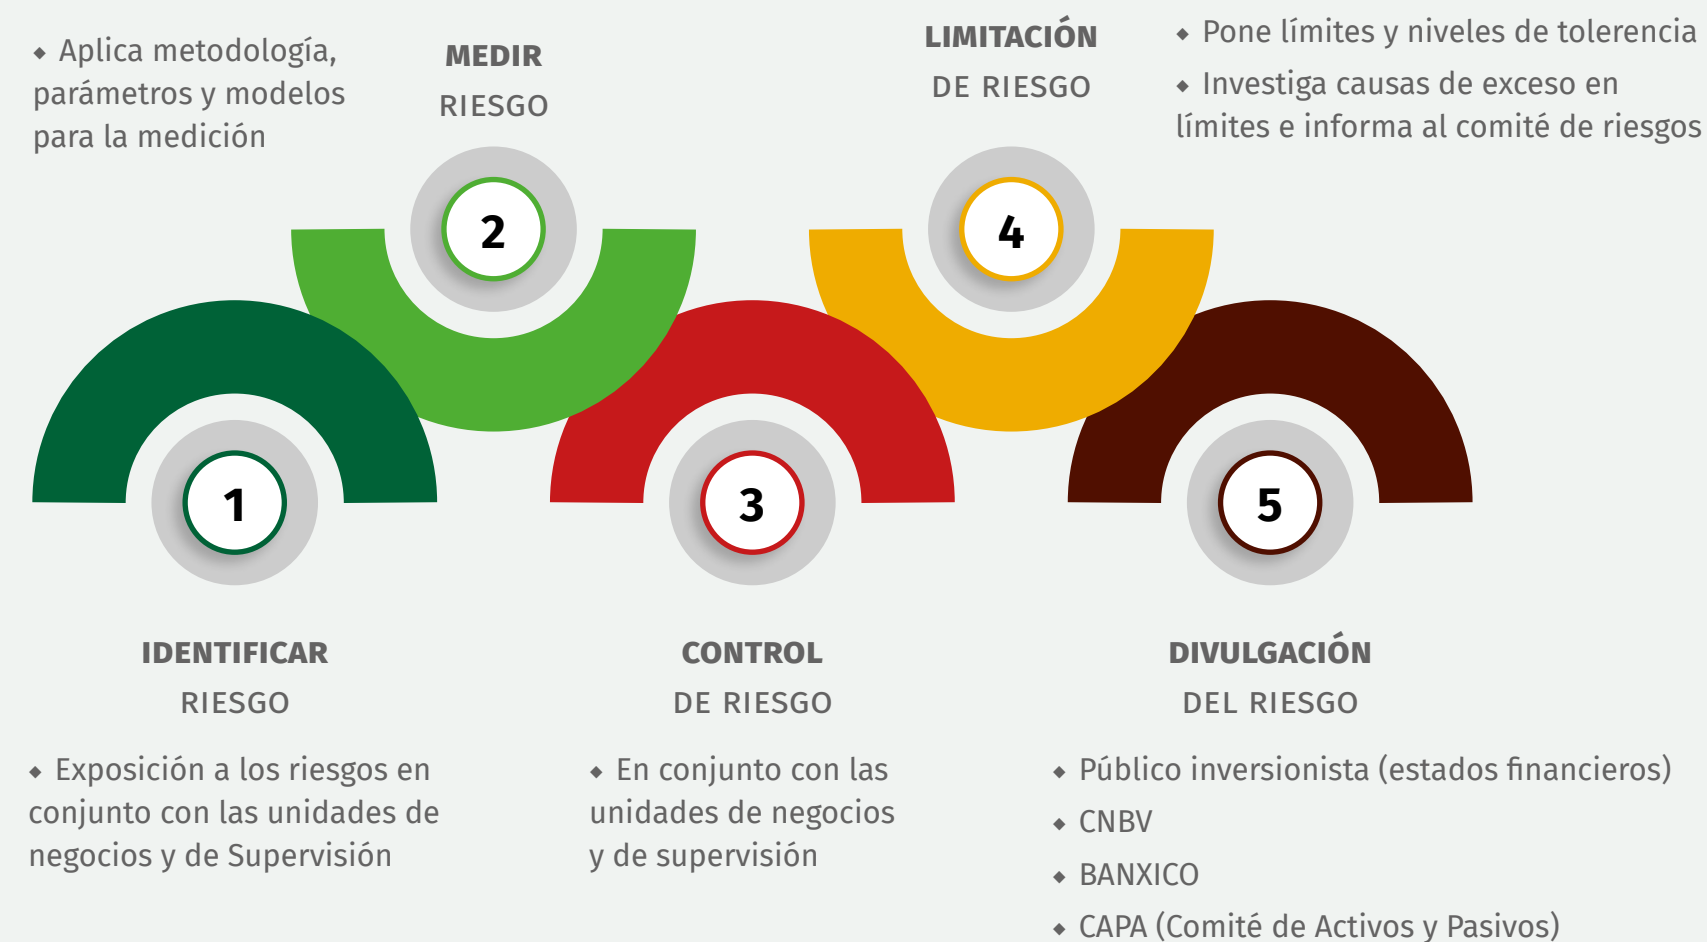 ◆ Aplica metodología,
parámetros y modelos
para la medición
MEDIR
RIESGO
LIMITACIÓN
DE RIESGO
◆ Pone límites y niveles de tolerencia
◆ Investiga causas de exceso en
límites e informa al comité de riesgos
2
4
1
3
5
IDENTIFICAR
RIESGO
◆ Exposición a los riesgos en
conjunto con las unidades de
negocios y de Supervisión
CONTROL
DE RIESGO
◆ En conjunto con las
unidades de negocios
y de supervisión
DIVULGACIÓN
DEL RIESGO
◆ Público inversionista (estados financieros)
◆ CNBV
◆ BANXICO
◆ CAPA (Comité de Activos y Pasivos)